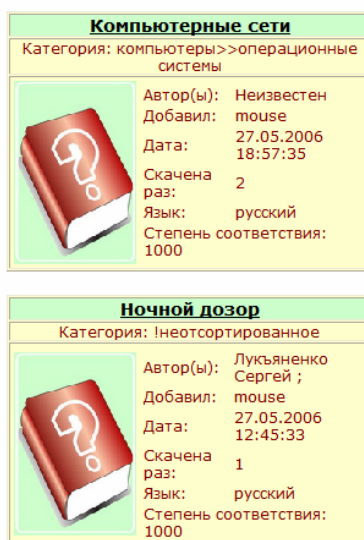 Компьютерные сети
Категория: компьютеры>>операционные
системы
Автор(ы): Неизвестен
Добавил: mouse
Дата: 27.05.2006
18:57:35
Скачена
раз: 2
Язык: русский
Степень соответствия:
1000
Ночной дозор
Категория: !неотсортированное
Автор(ы): Лукъяненко
Сергей ;
Добавил: mouse
Дата: 27.05.2006
12:45:33
Скачена
раз: 1
Язык: русский
Степень соответствия:
1000